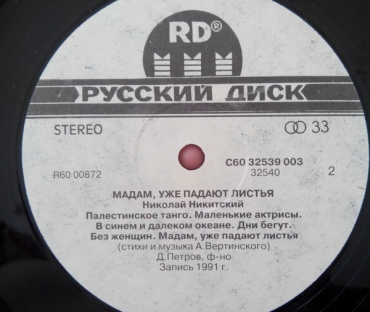 RD®
РУССКИЙ ДИСК
STEREO
33
С60 32539 003
R60 00872
32540
2
МАДАМ, УЖЕ ПАДАЮТ ЛИСТЬЯ
Николай Никитский
Палестинское танго. Маленькие актрисы.
В синем и далеком океане. Дни бегут.
Без женщин. Мадам, уже падают листья
(стихи и музыка А.Вертинского)
Д.Петров, ф-но
Запись 1991 г.